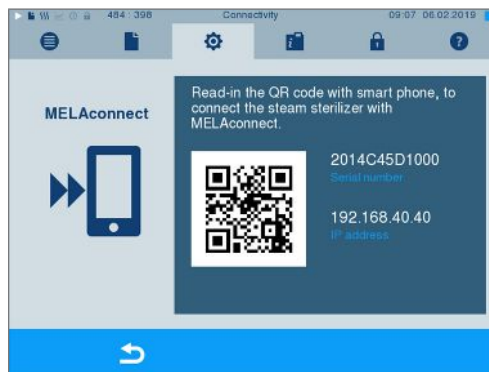 484 : 398 Connectivity 09:07 06.02.2019
MELAconnect
Read-in the QR code with smart phone, to
connect the steam sterilizer with
MELAconnect.
2014C45D1000
Serial number
192.168.40.40
IP address